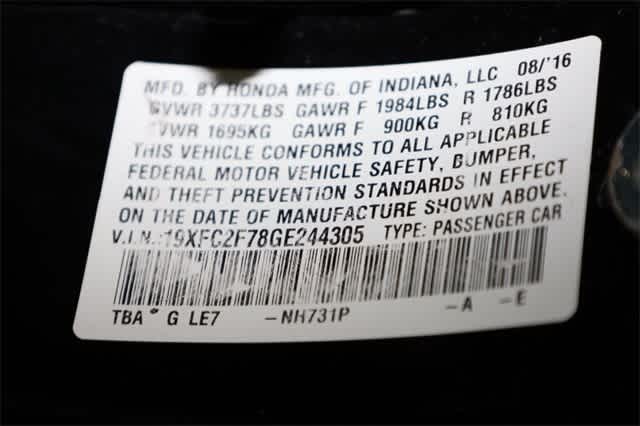 MFD. BY HONDA MFG. OF INDIANA, LLC 08/'16
GVWR 3737LBS GAWR F 1984LBS R 1786LBS
GVWR 1695KG GAWR F 900KG R 810KG
THIS VEHICLE CONFORMS TO ALL APPLICABLE
FEDERAL MOTOR VEHICLE SAFETY, BUMPER,
AND THEFT PREVENTION STANDARDS IN EFFECT
ON THE DATE OF MANUFACTURE SHOWN ABOVE.
V.I.N.:19XFC2F78GE244305 TYPE: PASSENGER CAR
TBA* G LE7 -NH731P -A -E